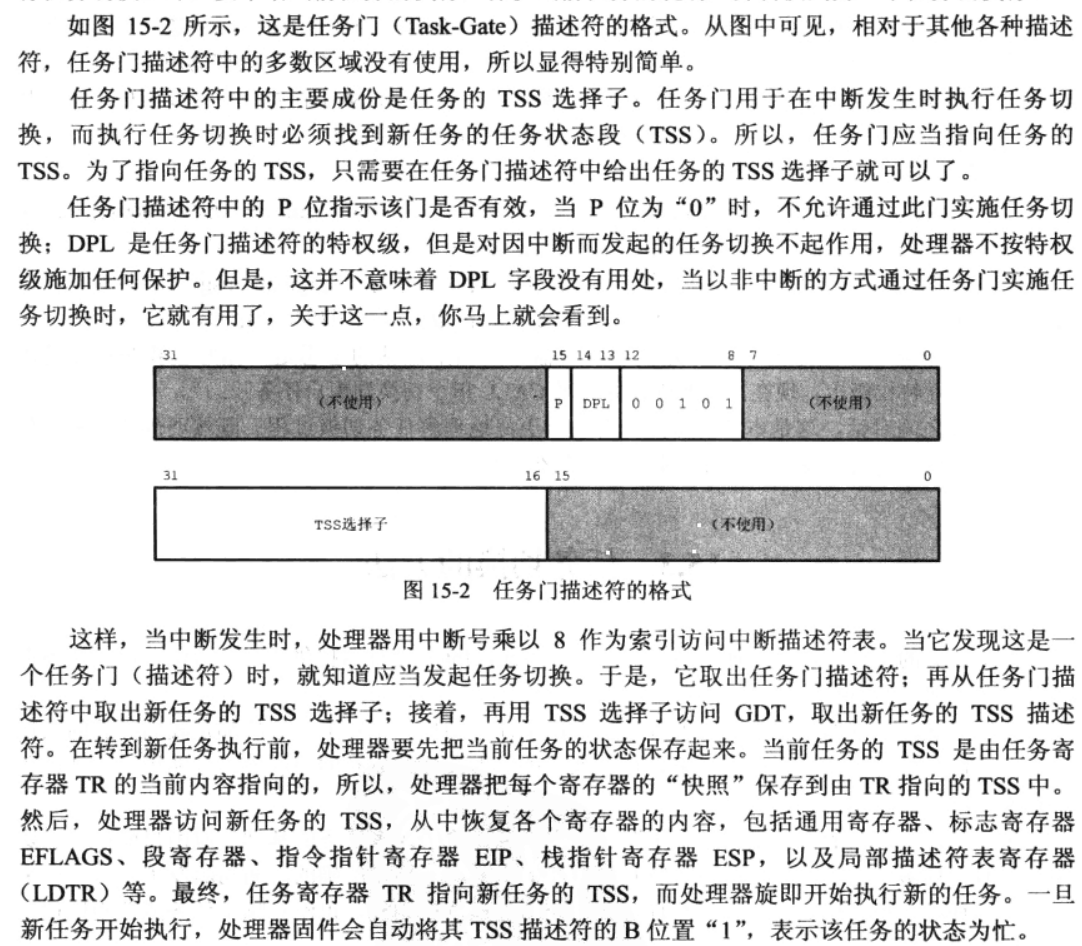 如图 15-2 所示，这是任务门（Task-Gate）描述符的格式。从图中可见，相对于其他各种描述
符，任务门描述符中的多数区域没有使用，所以显得特别简单。
任务门描述符中的主要成份是任务的 TSS 选择子。任务门用于在中断发生时执行任务切
换，而执行任务切换时必须找到新任务的任务状态段（TSS）。所以，任务门应当指向任务的
TSS。为了指向任务的 TSS，只需要在任务门描述符中给出任务的 TSS 选择子就可以了。
任务门描述符中的 P 位指示该门是否有效，当 P 位为“0”时，不允许通过此门实施任务切
换；DPL 是任务门描述符的特权级，但是对因中断而发起的任务切换不起作用，处理器不按特权
级施加任何保护。但是，这并不意味着 DPL 字段没有用处，当以非中断的方式通过任务门实施任
务切换时，它就有用了，关于这一点，你马上就会看到。
31 15 14 13 12 8 7 0
（不使用） P DPL 0 0 1 0 1 （不使用）
31 16 15 0
TSS选择子 （不使用）
图 15-2 任务门描述符的格式
这样，当中断发生时，处理器用中断号乘以 8 作为索引访问中断描述符表。当它发现这是一
个任务门（描述符）时，就知道应当发起任务切换。于是，它取出任务门描述符；再从任务门描
述符中取出新任务的 TSS 选择子；接着，再用 TSS 选择子访问 GDT，取出新任务的 TSS 描述
符。在转到新任务执行前，处理器要先把当前任务的状态保存起来。当前任务的 TSS 是由任务寄
存器 TR 的当前内容指向的，所以，处理器把每个寄存器的“快照”保存到由 TR 指向的 TSS 中。
然后，处理器访问新任务的 TSS，从中恢复各个寄存器的内容，包括通用寄存器、标志寄存器
EFLAGS、段寄存器、指令指针寄存器 EIP、栈指针寄存器 ESP，以及局部描述符表寄存器
（LDTR）等。最终，任务寄存器 TR 指向新任务的 TSS，而处理器旋即开始执行新的任务。一旦
新任务开始执行，处理器固件会自动将其 TSS 描述符的 B 位置“1”，表示该任务的状态为忙。